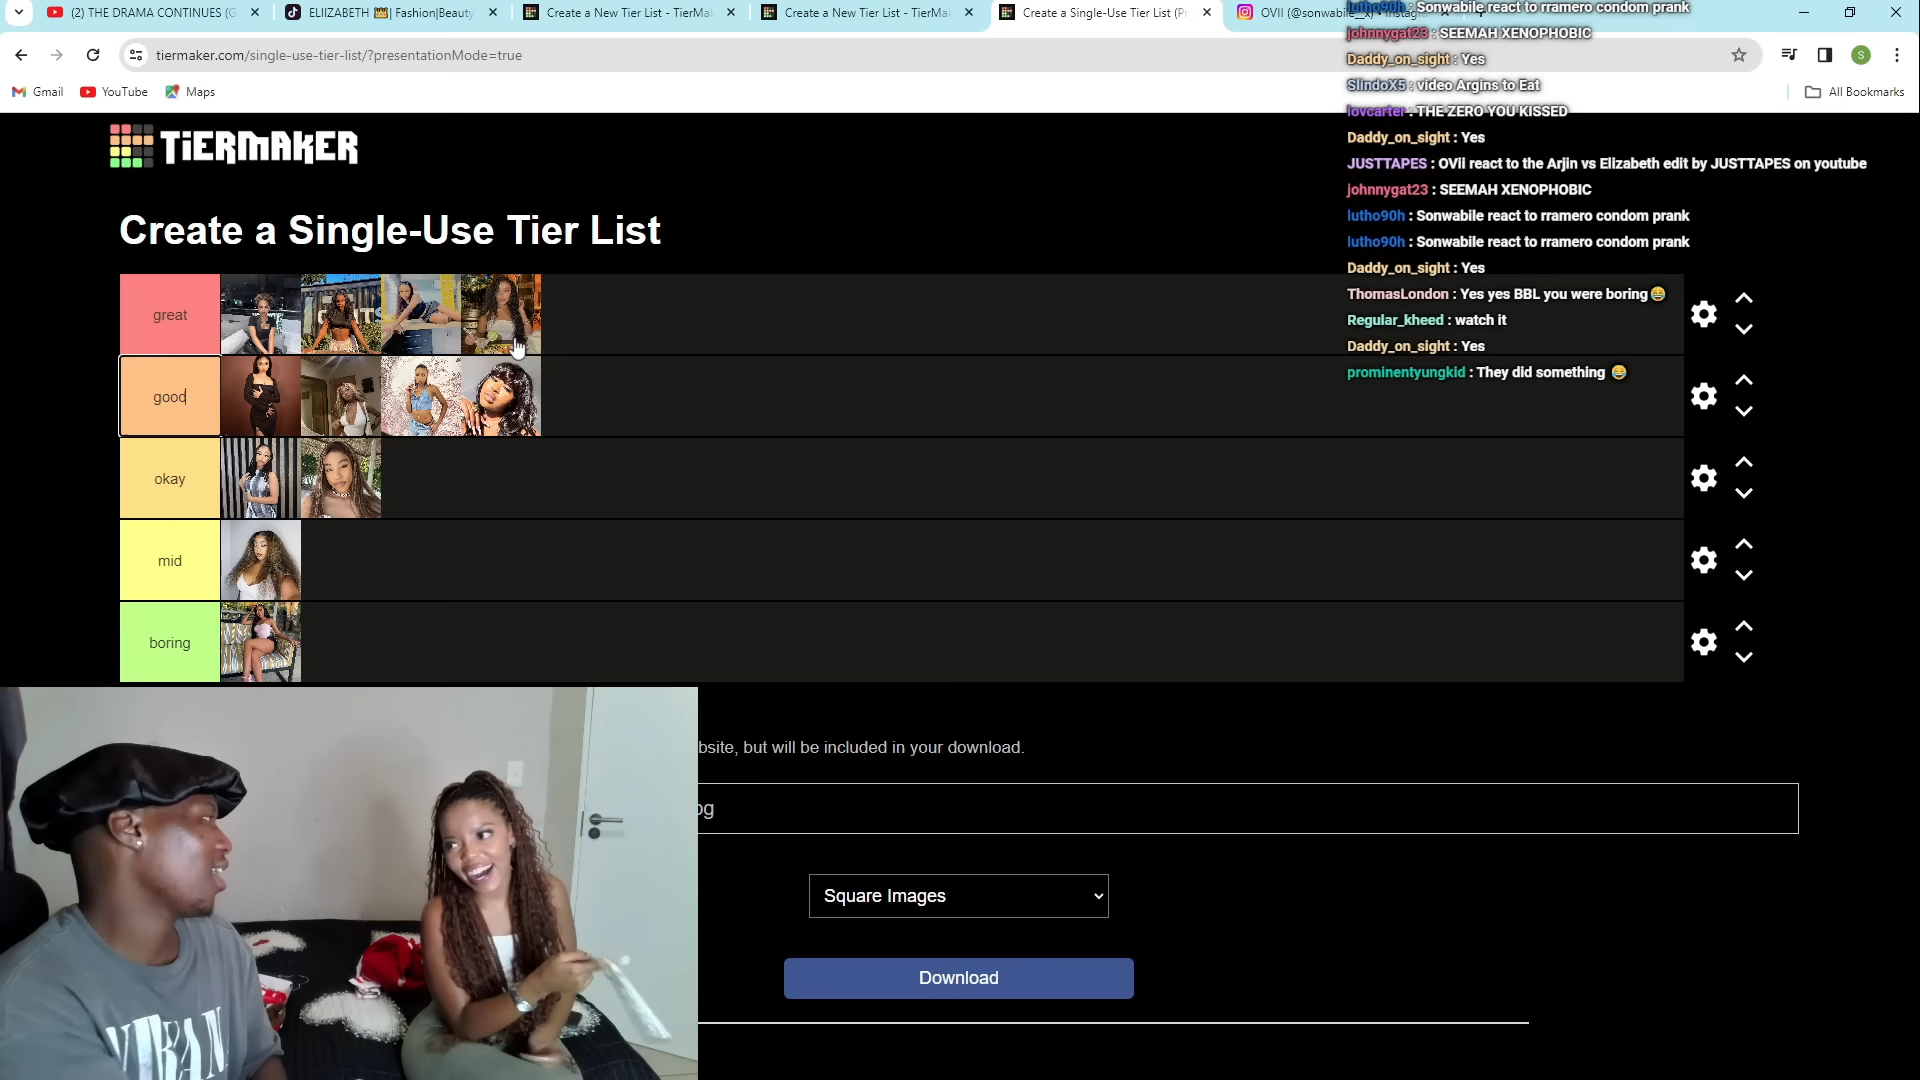 (2) THE DRAMA CONTINUES (G
ELIIZABETH 👑| Fashion|Beauty
Create a New Tier List - TierMak
Create a New Tier List - TierMak
Create a Single-Use Tier List (Pr
OVII (@sonwabile__x) • Instagra
tiermaker.com/single-use-tier-list/?presentationMode=true
S
Gmail
YouTube
Maps
All Bookmarks
TiERMAKER
Create a Single-Use Tier List
great
good
okay
mid
boring
lutho90h : Sonwabile react to rramero condom prank
johnnygat23 : SEEMAH XENOPHOBIC
Daddy_on_sight : Yes
SlindoX5 : video Argins to Eat
lovcarter : THE ZERO YOU KISSED
Daddy_on_sight : Yes
JUSTTAPES : OVii react to the Arjin vs Elizabeth edit by JUSTTAPES on youtube
johnnygat23 : SEEMAH XENOPHOBIC
lutho90h : Sonwabile react to rramero condom prank
lutho90h : Sonwabile react to rramero condom prank
Daddy_on_sight : Yes
ThomasLondon : Yes yes BBL you were boring 😂
Regular_kheed : watch it
Daddy_on_sight : Yes
prominentyungkid : They did something 😂
bsite, but will be included in your download.
og
Square Images
Download